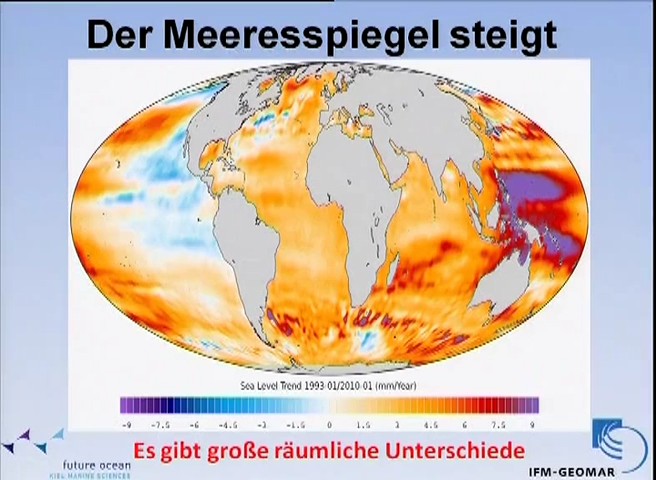 Der Meeresspiegel steigt
Sea Level Trend 1993-01/2010-01 (mm/Year)
-9 -7.5 -6 -4.5 -3 -1.5 0 1.5 3 4.5 6 7.5 9
Es gibt große räumliche Unterschiede
future ocean
KIEL MARINE SCIENCES
IFM-GEOMAR